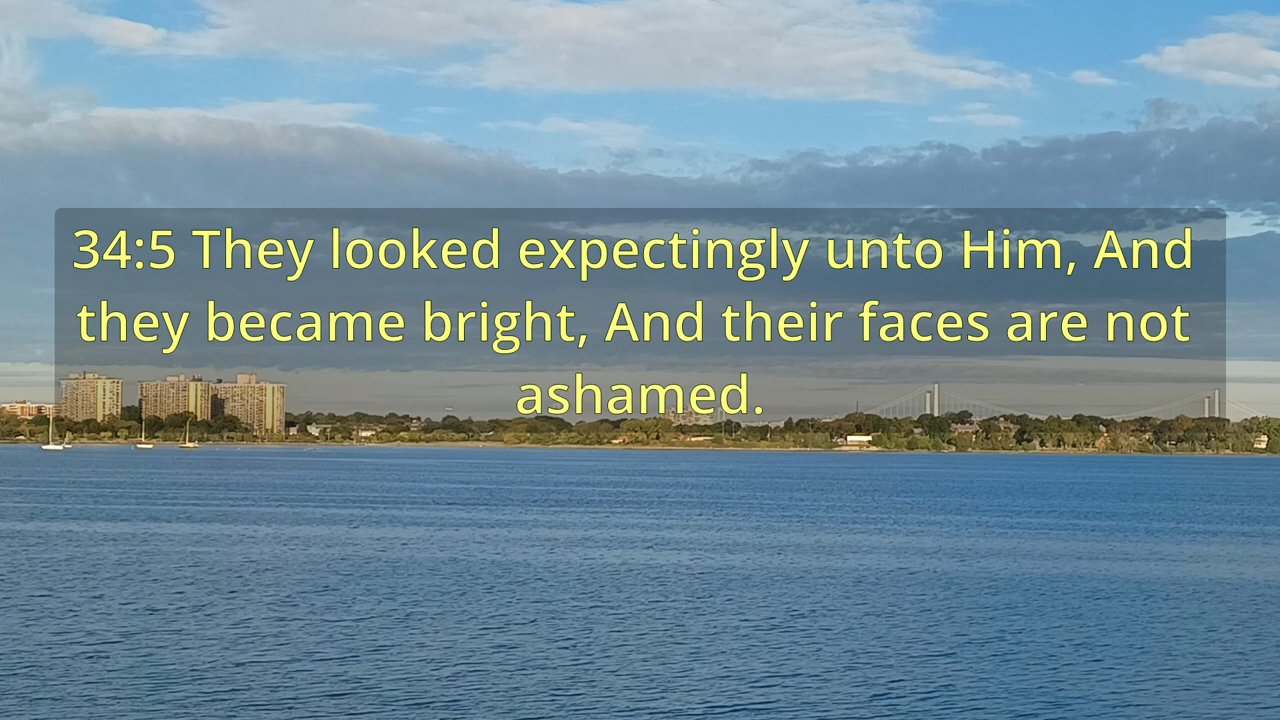 34:5 They looked expectingly unto Him, And
they became bright, And their faces are not
ashamed.